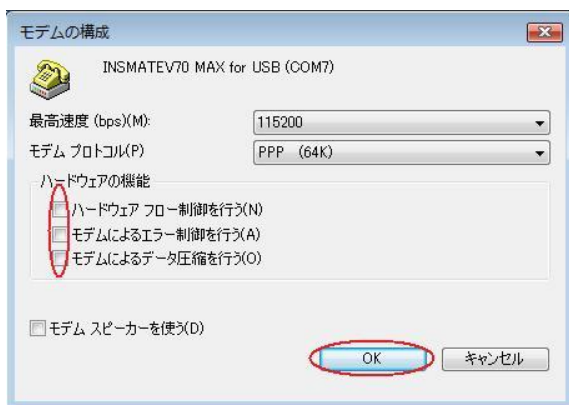 モデムの構成
INSMATEV70 MAX for USB (COM7)
最高速度 (bps)(M):
115200
モデム プロトコル(P)
PPP (64K)
ハードウェアの機能
ハードウェア フロー制御を行う(N)
モデムによるエラー制御を行う(A)
モデムによるデータ圧縮を行う(O)
モデム スピーカーを使う(D)
OK
キャンセル